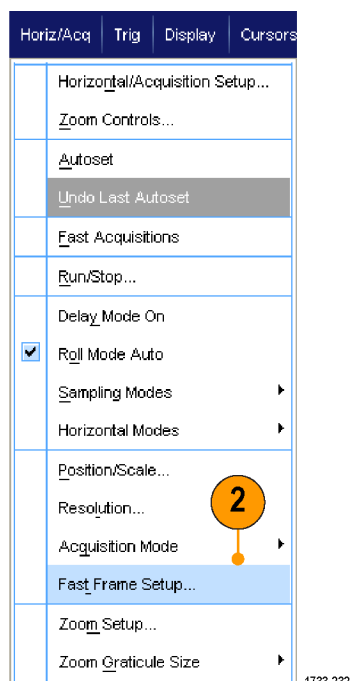 Horiz/Acq Trig Display Cursors
Horizontal/Acquisition Setup...
Zoom Controls...
Autoset
Undo Last Autoset
Fast Acquisitions
Run/Stop...
Delay Mode On
Roll Mode Auto
Sampling Modes
Horizontal Modes
Position/Scale...
Resolution...
2
Acquisition Mode
Fast Frame Setup...
Zoom Setup...
Zoom Graticule Size